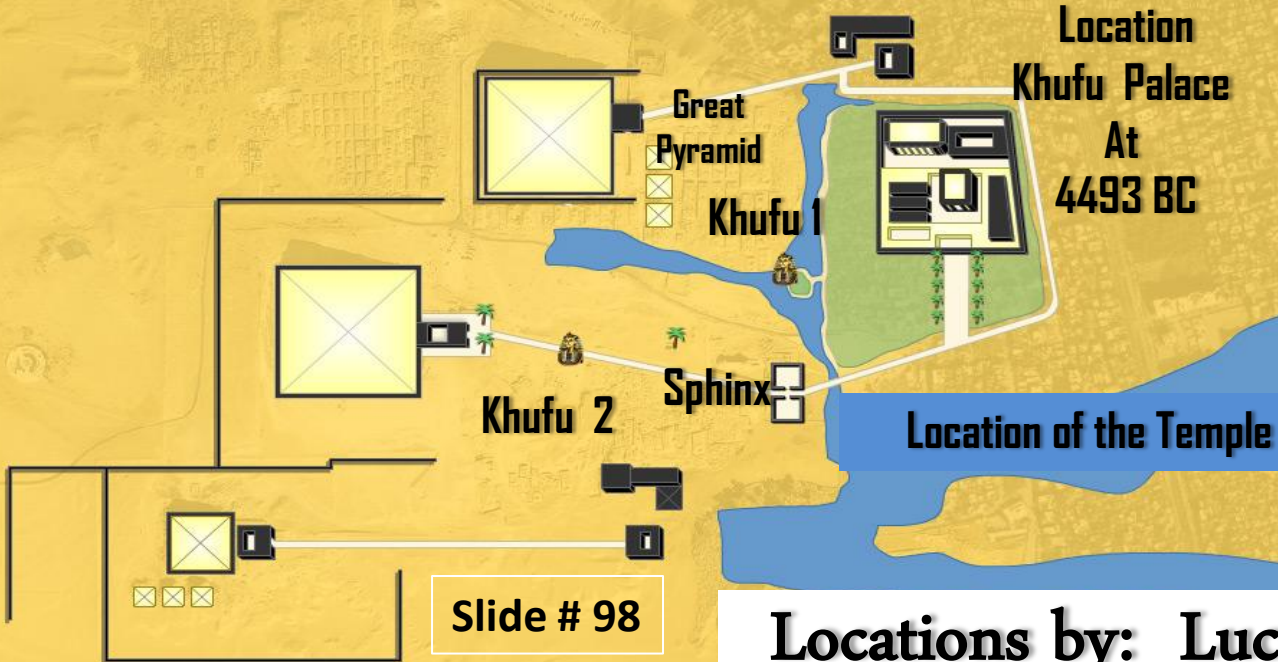 Location
Khufu Palace
At
4493 BC
Great
Pyramid
Khufu 1
Khufu 2
Sphinx
Location of the Temple
Slide # 98
Locations by: Luc